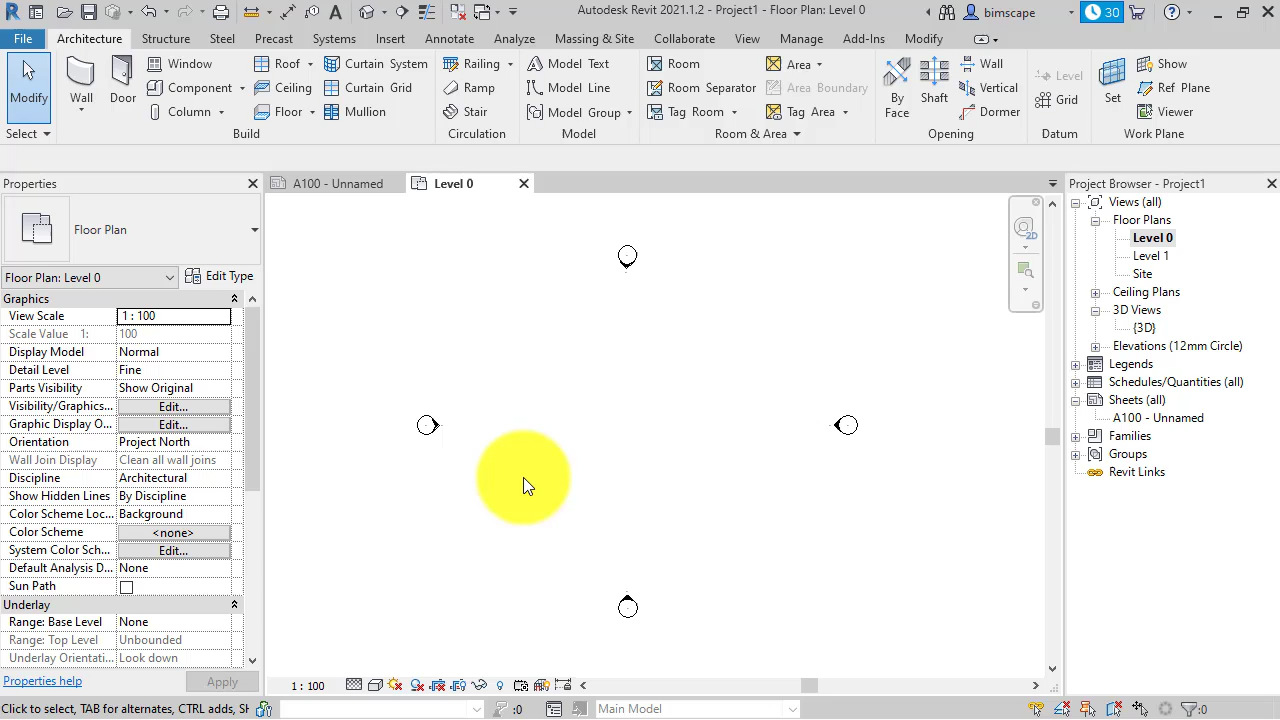 Autodesk Revit 2021.1.2 - Project1 - Floor Plan: Level 0
bimscape
30
File
Architecture
Structure
Steel
Precast
Systems
Insert
Annotate
Analyze
Massing & Site
Collaborate
View
Manage
Add-Ins
Modify
Modify
Select
Wall
Door
Window
Component
Column
Roof
Ceiling
Floor
Curtain System
Curtain Grid
Mullion
Build
Railing
Ramp
Stair
Circulation
Model Text
Model Line
Model Group
Model
Room
Room Separator
Tag Room
Area
Area Boundary
Tag Area
Room & Area
By
Face
Shaft
Wall
Vertical
Dormer
Opening
Level
Grid
Datum
Set
Show
Ref Plane
Viewer
Work Plane
Properties
Floor Plan
Floor Plan: Level 0
Edit Type
Graphics
View Scale 1 : 100
Scale Value 1: 100
Display Model Normal
Detail Level Fine
Parts Visibility Show Original
Visibility/Graphics... Edit...
Graphic Display O... Edit...
Orientation Project North
Wall Join Display Clean all wall joins
Discipline Architectural
Show Hidden Lines By Discipline
Color Scheme Loc... Background
Color Scheme <none>
System Color Sch... Edit...
Default Analysis D... None
Sun Path
Underlay
Range: Base Level None
Range: Top Level Unbounded
Underlay Orientati... Look down
Properties help
Apply
A100 - Unnamed
Level 0
2D
1 : 100
Project Browser - Project1
Views (all)
Floor Plans
Level 0
Level 1
Site
Ceiling Plans
3D Views
{3D}
Elevations (12mm Circle)
Legends
Schedules/Quantities (all)
Sheets (all)
A100 - Unnamed
Families
Groups
Revit Links
Click to select, TAB for alternates, CTRL adds, SH
:0
Main Model
:0